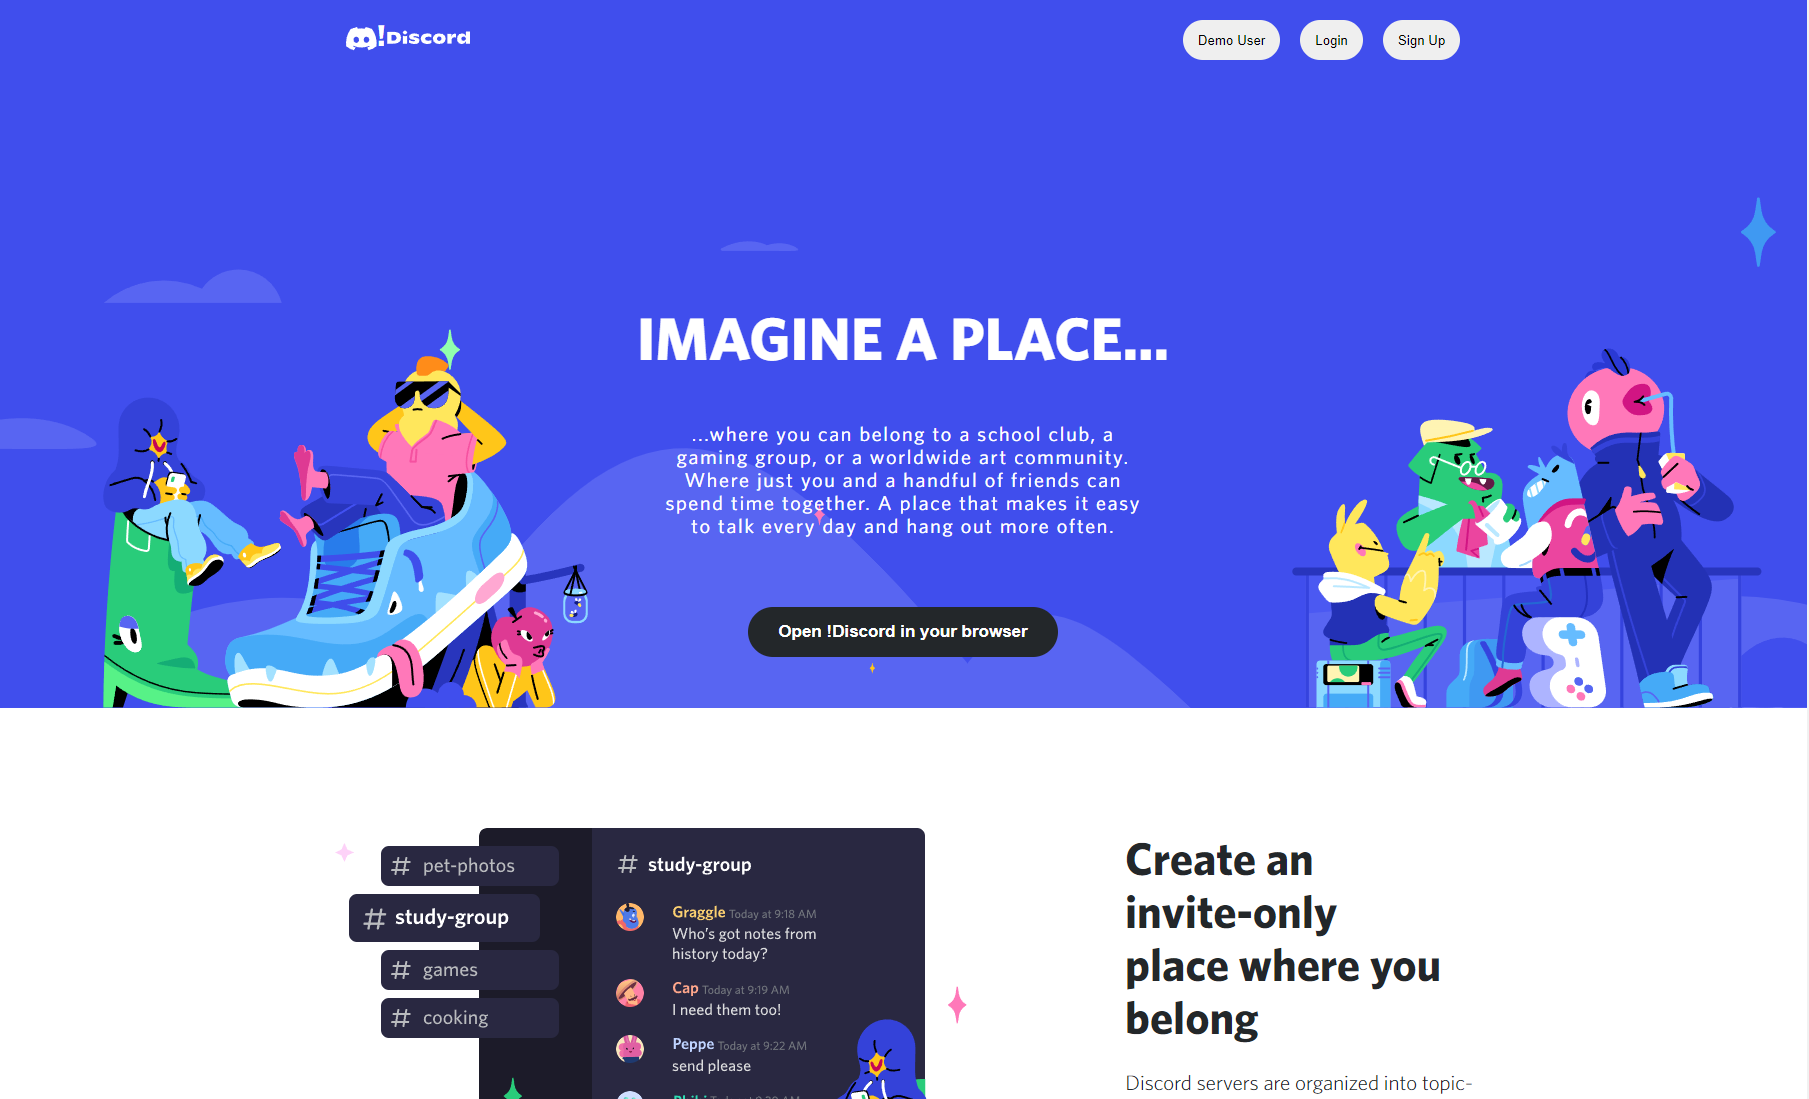 !Discord
Demo User
Login
Sign Up
IMAGINE A PLACE...
...where you can belong to a school club, a
gaming group, or a worldwide art community.
Where just you and a handful of friends can
spend time together. A place that makes it easy
to talk every day and hang out more often.
Open !Discord in your browser
# pet-photos
# study-group
# games
# cooking
# study-group
Graggle Today at 9:18 AM
Who's got notes from
history today?
Cap Today at 9:19 AM
I need them too!
Peppe Today at 9:22 AM
send please
Create an
invite-only
place where you
belong
Discord servers are organized into topic-